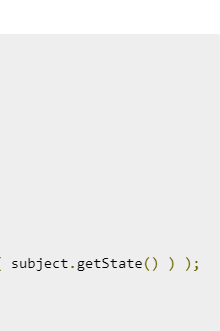 ( subject.getState() ) );